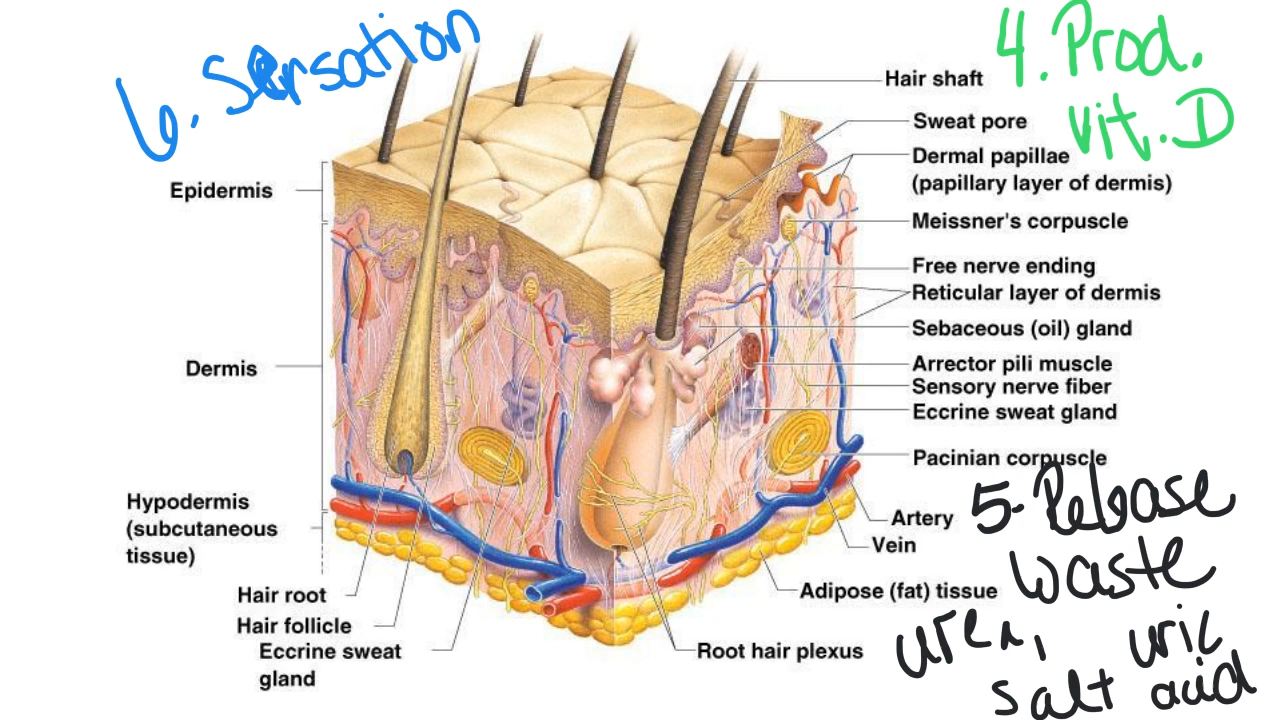 6. Sensation
4. Prod.
vit. D
Hair shaft
Sweat pore
Dermal papillae
(papillary layer of dermis)
Meissner's corpuscle
Free nerve ending
Reticular layer of dermis
Sebaceous (oil) gland
Arrector pili muscle
Sensory nerve fiber
Eccrine sweat gland
Pacinian corpuscle
Artery
Vein
Adipose (fat) tissue
Root hair plexus
Epidermis
Dermis
Hypodermis
(subcutaneous
tissue)
Hair root
Hair follicle
Eccrine sweat
gland
5. Release
waste
urea, uric
salt acid